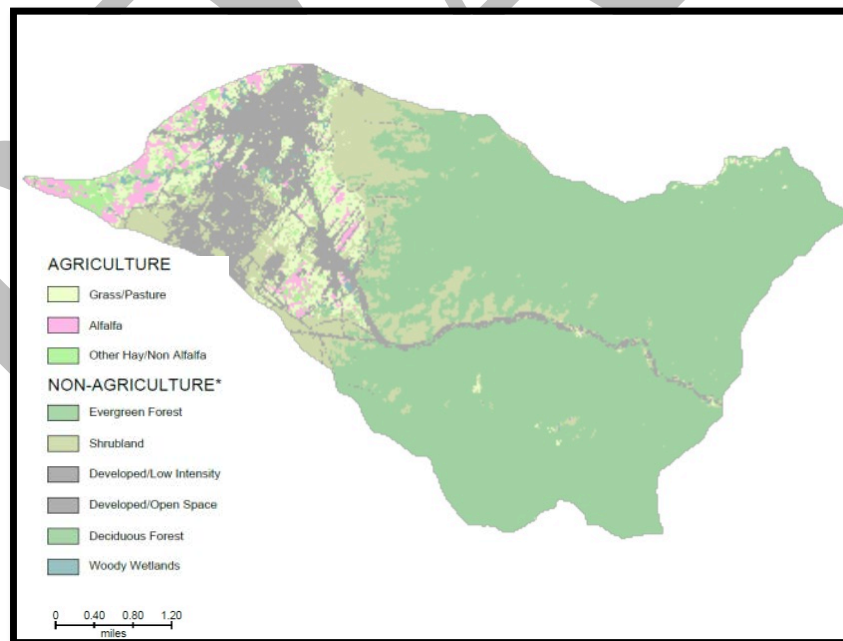 AGRICULTURE
Grass/Pasture
Alfalfa
Other Hay/Non Alfalfa
NON-AGRICULTURE*
Evergreen Forest
Shrubland
Developed/Low Intensity
Developed/Open Space
Deciduous Forest
Woody Wetlands
0 0.40 0.80 1.20
miles